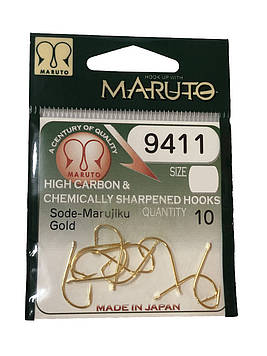 MARUTO
HOOK UP WITH
MARUTO
A CENTURY OF QUALITY
MARUTO
9411
SIZE
HIGH CARBON &
CHEMICALLY SHARPENED HOOKS
Sode-Marujiku
Gold
QUANTITY 10
MADE IN JAPAN